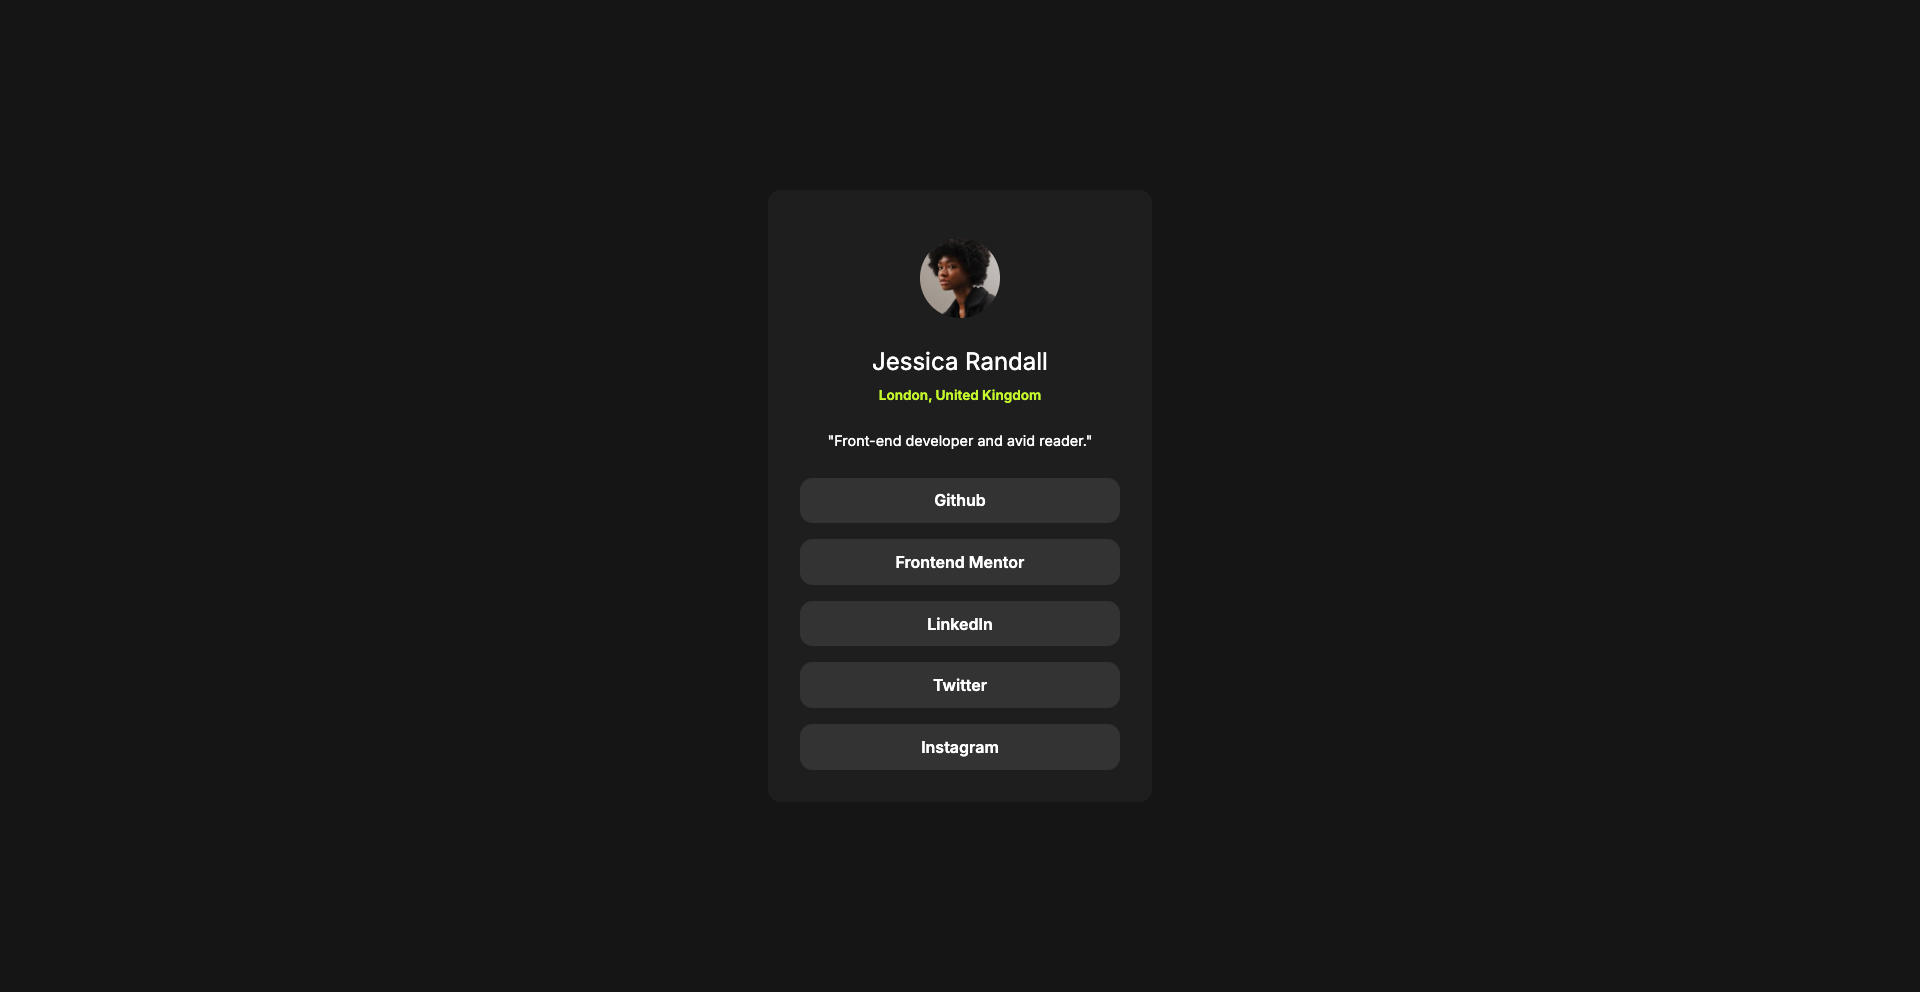 Jessica Randall
London, United Kingdom
"Front-end developer and avid reader."
Github
Frontend Mentor
LinkedIn
Twitter
Instagram